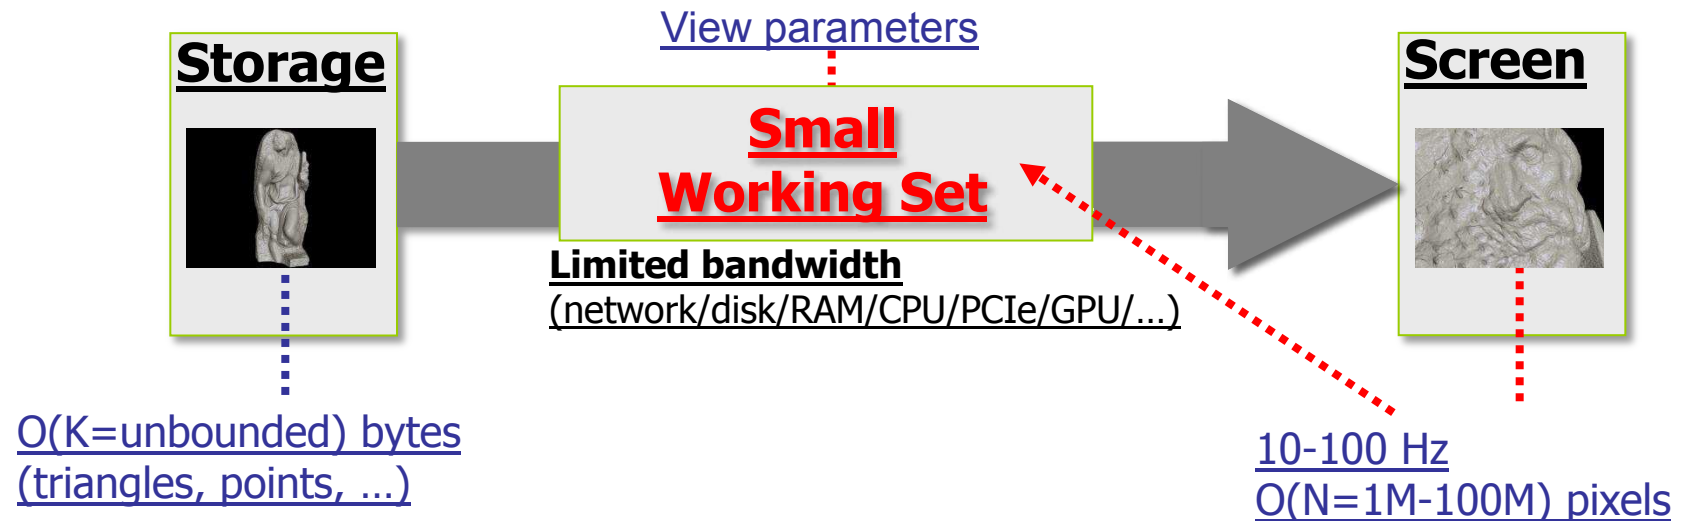 View parameters
Storage
Small
Working Set
Screen
Limited bandwidth
(network/disk/RAM/CPU/PCIe/GPU/…)
O(K=unbounded) bytes
(triangles, points, …)
10-100 Hz
O(N=1M-100M) pixels